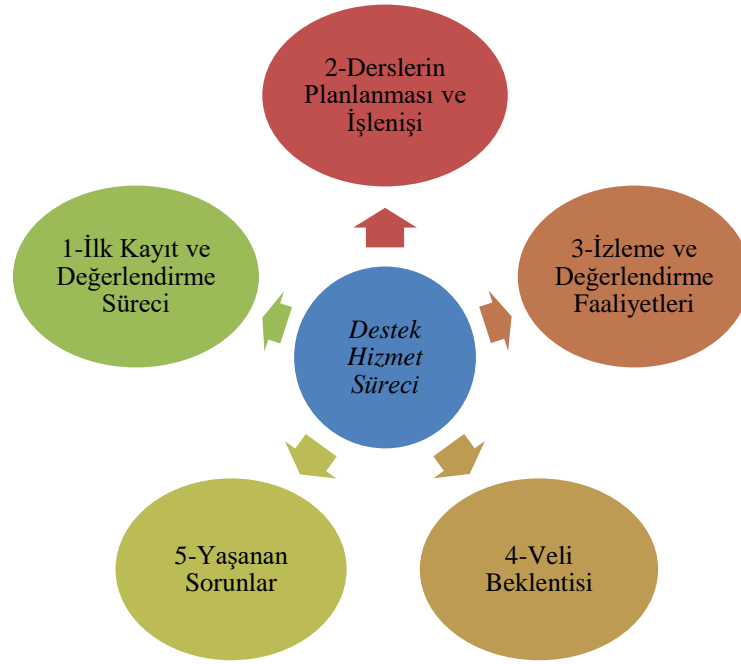 2-Derslerin
Planlanması ve
İşlenişi
1-İlk Kayıt ve
Değerlendirme
Süreci
3-İzleme ve
Değerlendirme
Faaliyetleri
Destek
Hizmet
Süreci
5-Yaşanan
Sorunlar
4-Veli
Beklentisi